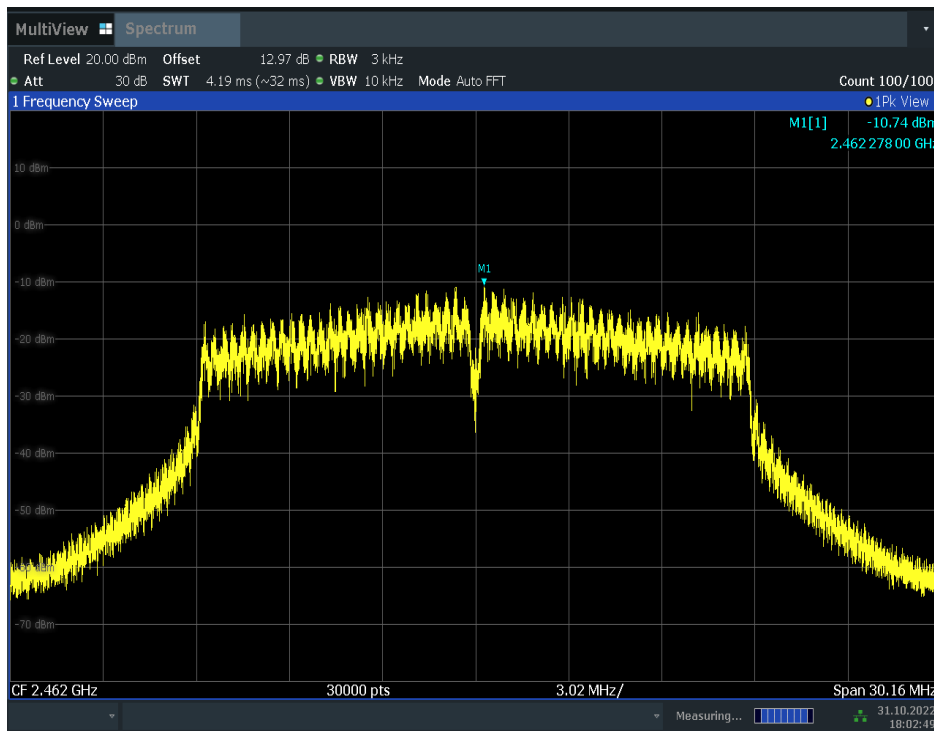 MultiView Spectrum
Ref Level 20.00 dBm Offset 12.97 dB RBW 3 kHz
Att 30 dB SWT 4.19 ms (~32 ms) VBW 10 kHz Mode Auto FFT Count 100/100
1 Frequency Sweep 1Pk View
M1[1] -10.74 dBm
2.462 278 00 GHz
10 dBm
0 dBm
M1
-10 dBm
-20 dBm
-30 dBm
-40 dBm
-50 dBm
-70 dBm
CF 2.462 GHz 30000 pts 3.02 MHz/ Span 30.16 MHz
Measuring... 31.10.2022
18:02:49